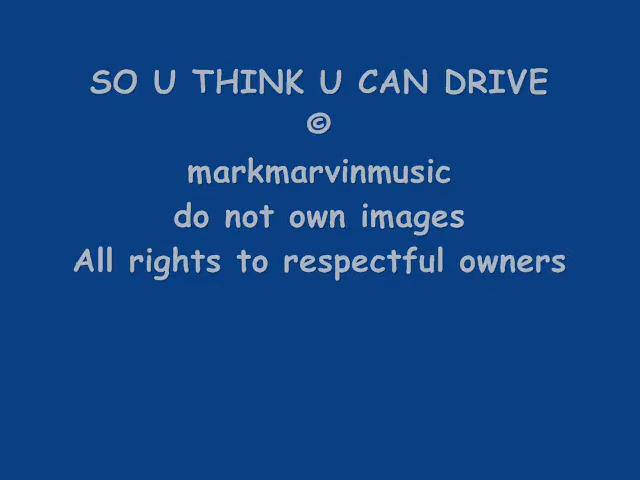 SO U THINK U CAN DRIVE
©
markmarvinmusic
do not own images
All rights to respectful owners